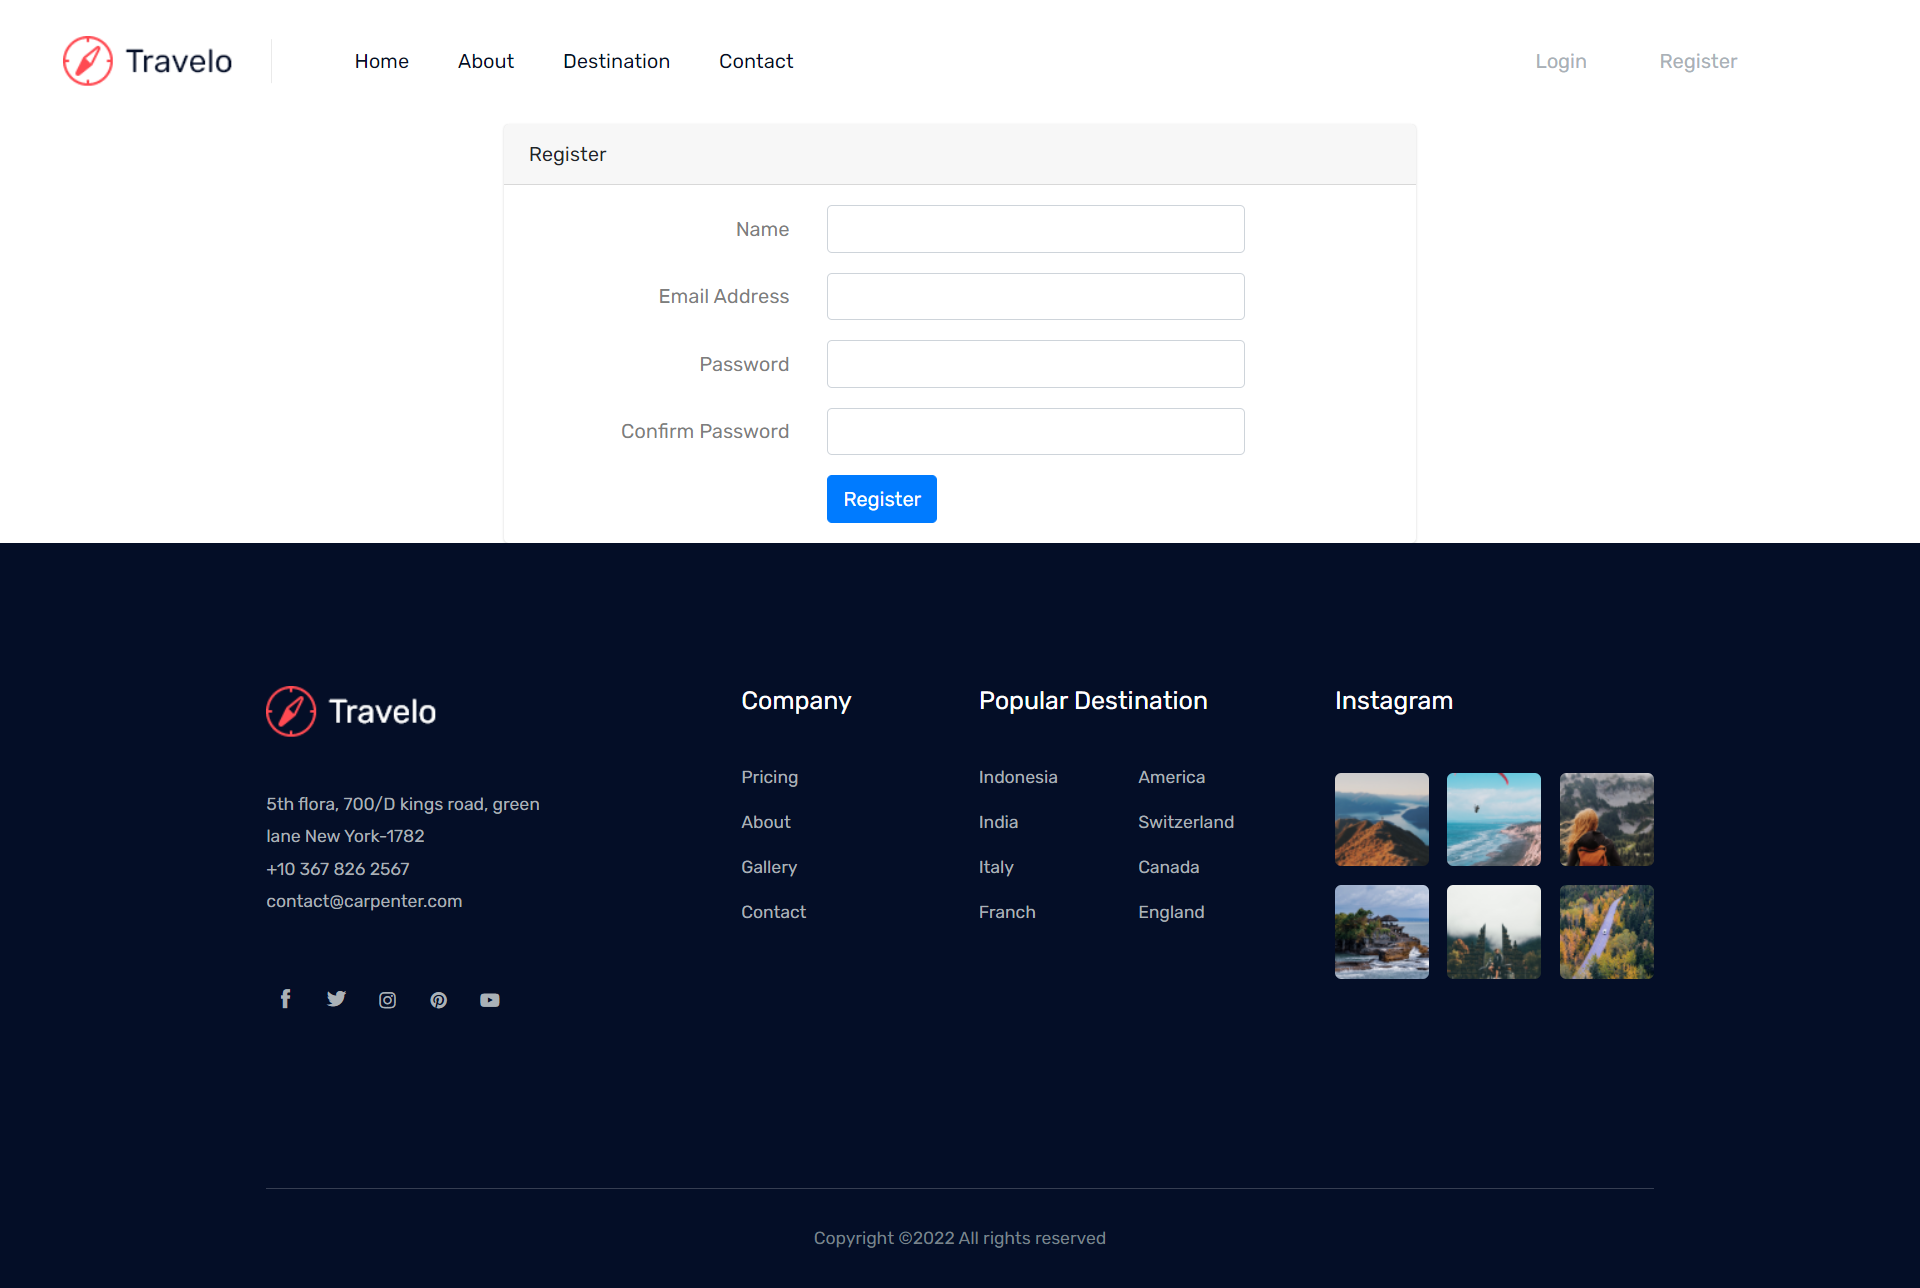 Travelo
Home
About
Destination
Contact
Login
Register
Register
Name
Email Address
Password
Confirm Password
Register
Travelo
5th flora, 700/D kings road, green
lane New York-1782
+10 367 826 2567
contact@carpenter.com
Company
Pricing
About
Gallery
Contact
Popular Destination
Indonesia
America
India
Switzerland
Italy
Canada
Franch
England
Instagram
Copyright ©2022 All rights reserved